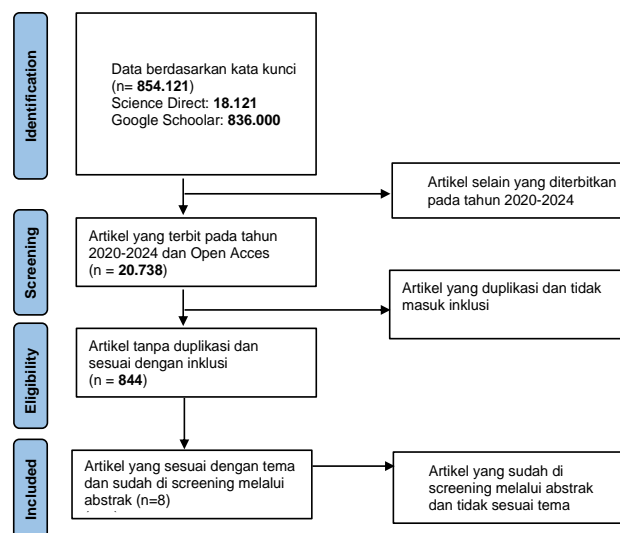 Identification
Data berdasarkan kata kunci
(n= 854.121)
Science Direct: 18.121
Google Schoolar: 836.000
Artikel selain yang diterbitkan
pada tahun 2020-2024
Screening
Artikel yang terbit pada tahun
2020-2024 dan Open Acces
(n = 20.738)
Artikel yang duplikasi dan tidak
masuk inklusi
Eligibility
Artikel tanpa duplikasi dan
sesuai dengan inklusi
(n = 844)
Included
Artikel yang sesuai dengan tema
dan sudah di screening melalui
abstrak (n=8)
Artikel yang sudah di
screening melalui abstrak
dan tidak sesuai tema